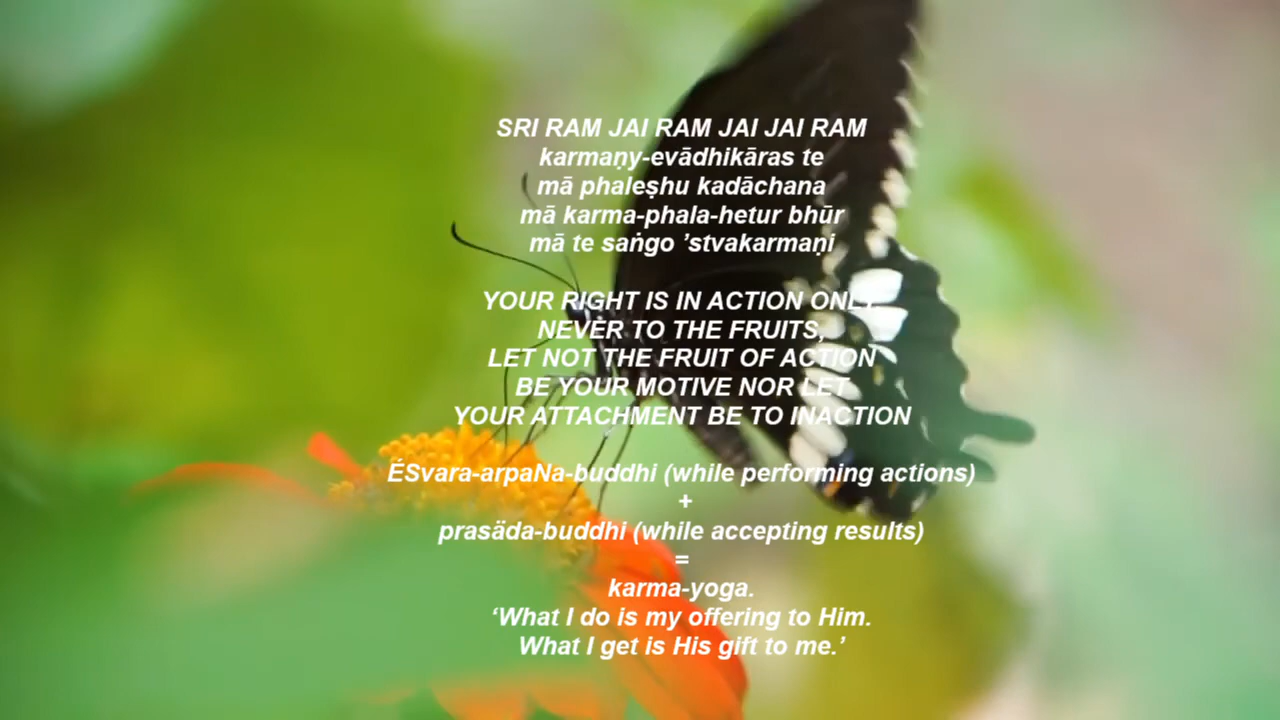 SRI RAM JAI RAM JAI JAI RAM
karmaṇy-evādhikāras te
mā phaleṣhu kadāchana
mā karma-phala-hetur bhūr
mā te saṅgo ’stvakarmaṇi
YOUR RIGHT IS IN ACTION ONLY,
NEVER TO THE FRUITS,
LET NOT THE FRUIT OF ACTION
BE YOUR MOTIVE NOR LET
YOUR ATTACHMENT BE TO INACTION
ÉSvara-arpaNa-buddhi (while performing actions)
+
prasäda-buddhi (while accepting results)
=
karma-yoga.
‘What I do is my offering to Him.
What I get is His gift to me.’